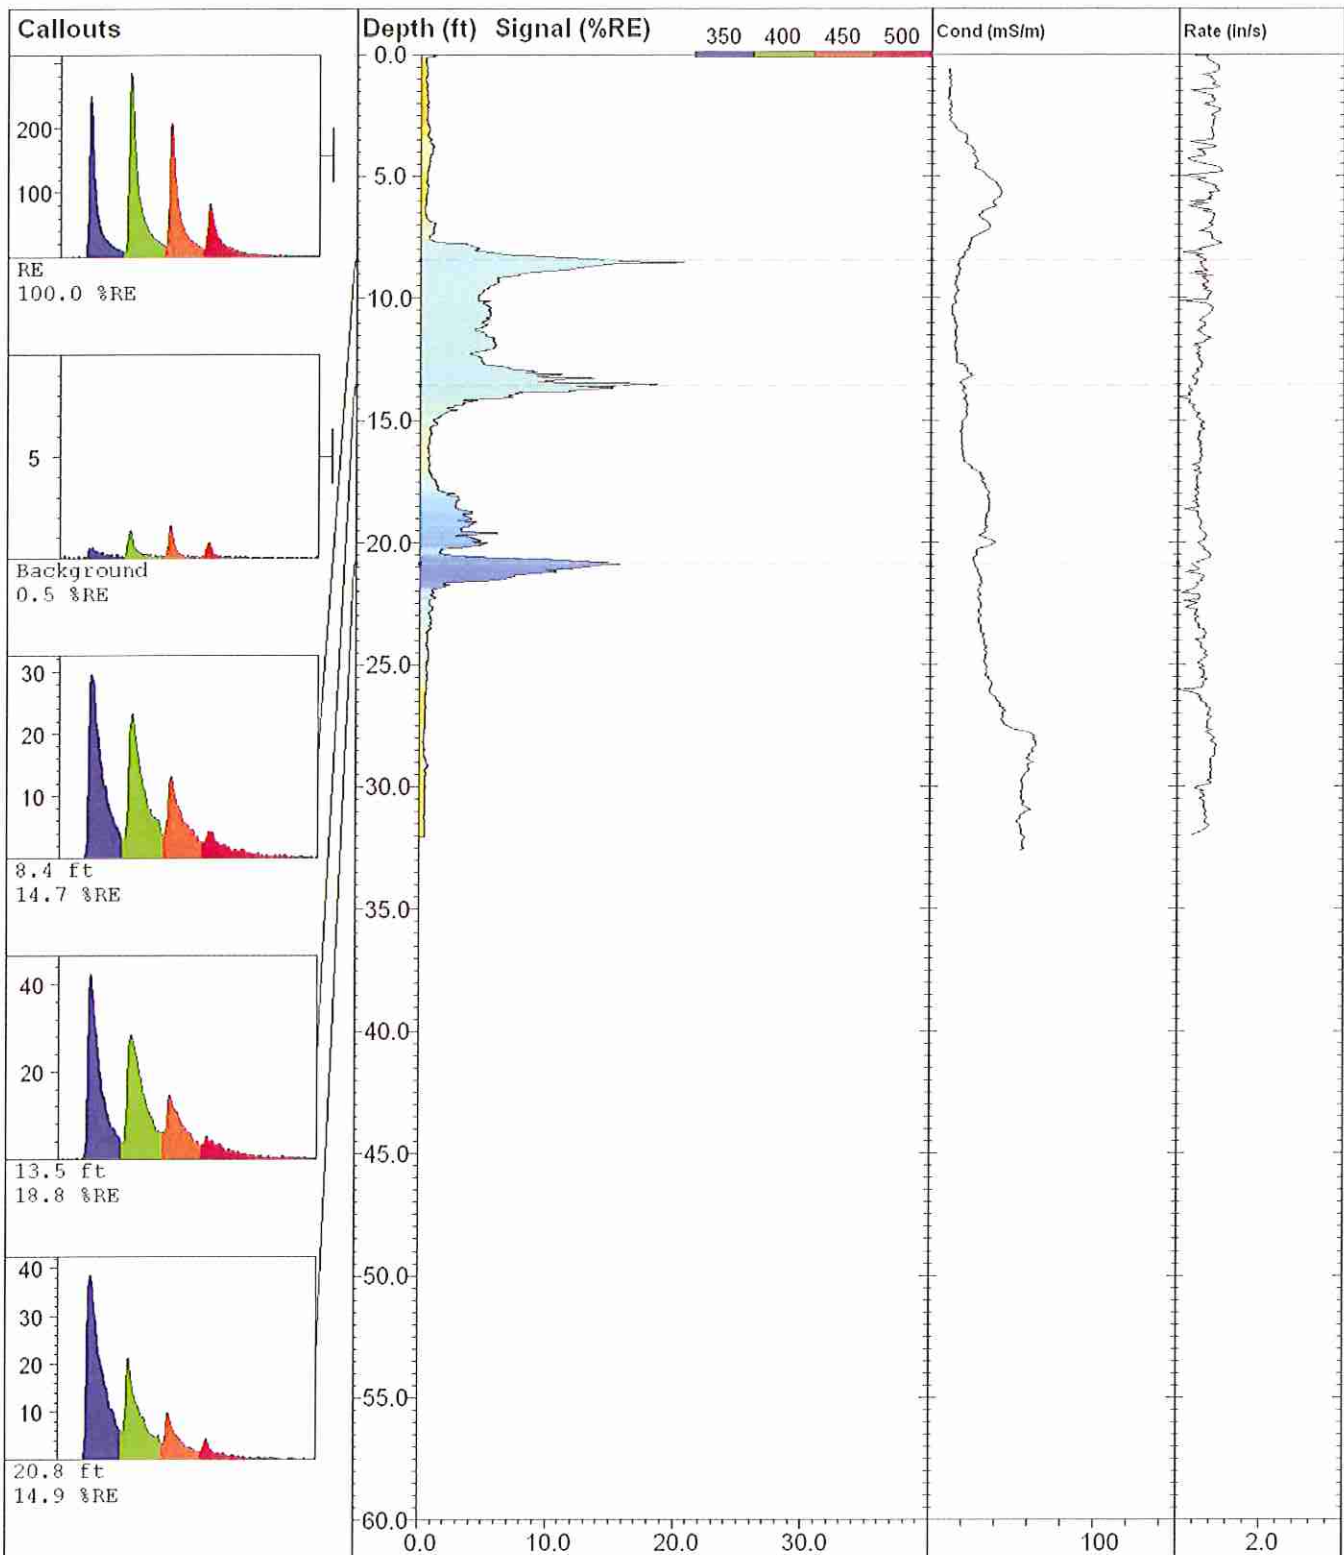 Callouts
200
100
RE
100.0 %RE
5
Background
0.5 %RE
30
20
10
8.4 ft
14.7 %RE
40
20
13.5 ft
18.8 %RE
40
30
20
10
20.8 ft
14.9 %RE
Depth (ft) Signal (%RE)
350 400 450 500
0.0
5.0
10.0
15.0
20.0
25.0
30.0
35.0
40.0
45.0
50.0
55.0
60.0
0.0 10.0 20.0 30.0
Cond (mS/m)
100
Rate (in/s)
2.0